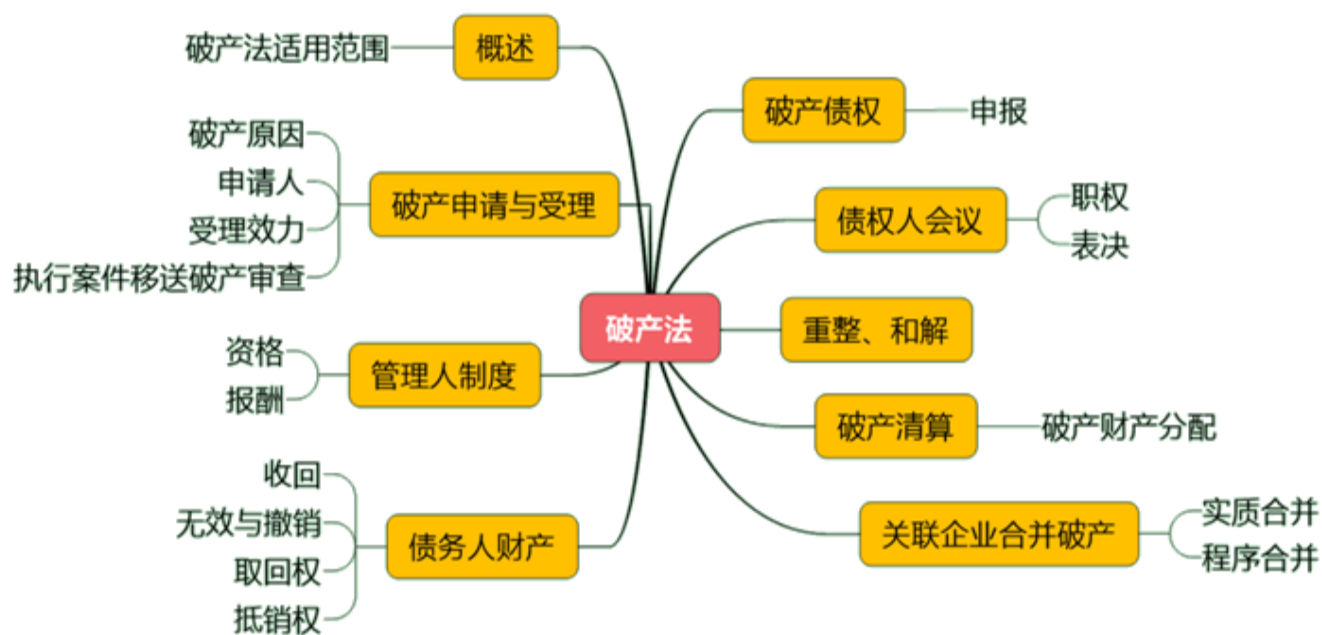 破产法
概述
破产法适用范围
破产申请与受理
破产原因
申请人
受理效力
执行案件移送破产审查
管理人制度
资格
报酬
债务人财产
收回
无效与撤销
取回权
抵销权
破产债权
申报
债权人会议
职权
表决
重整、和解
破产清算
破产财产分配
关联企业合并破产
实质合并
程序合并